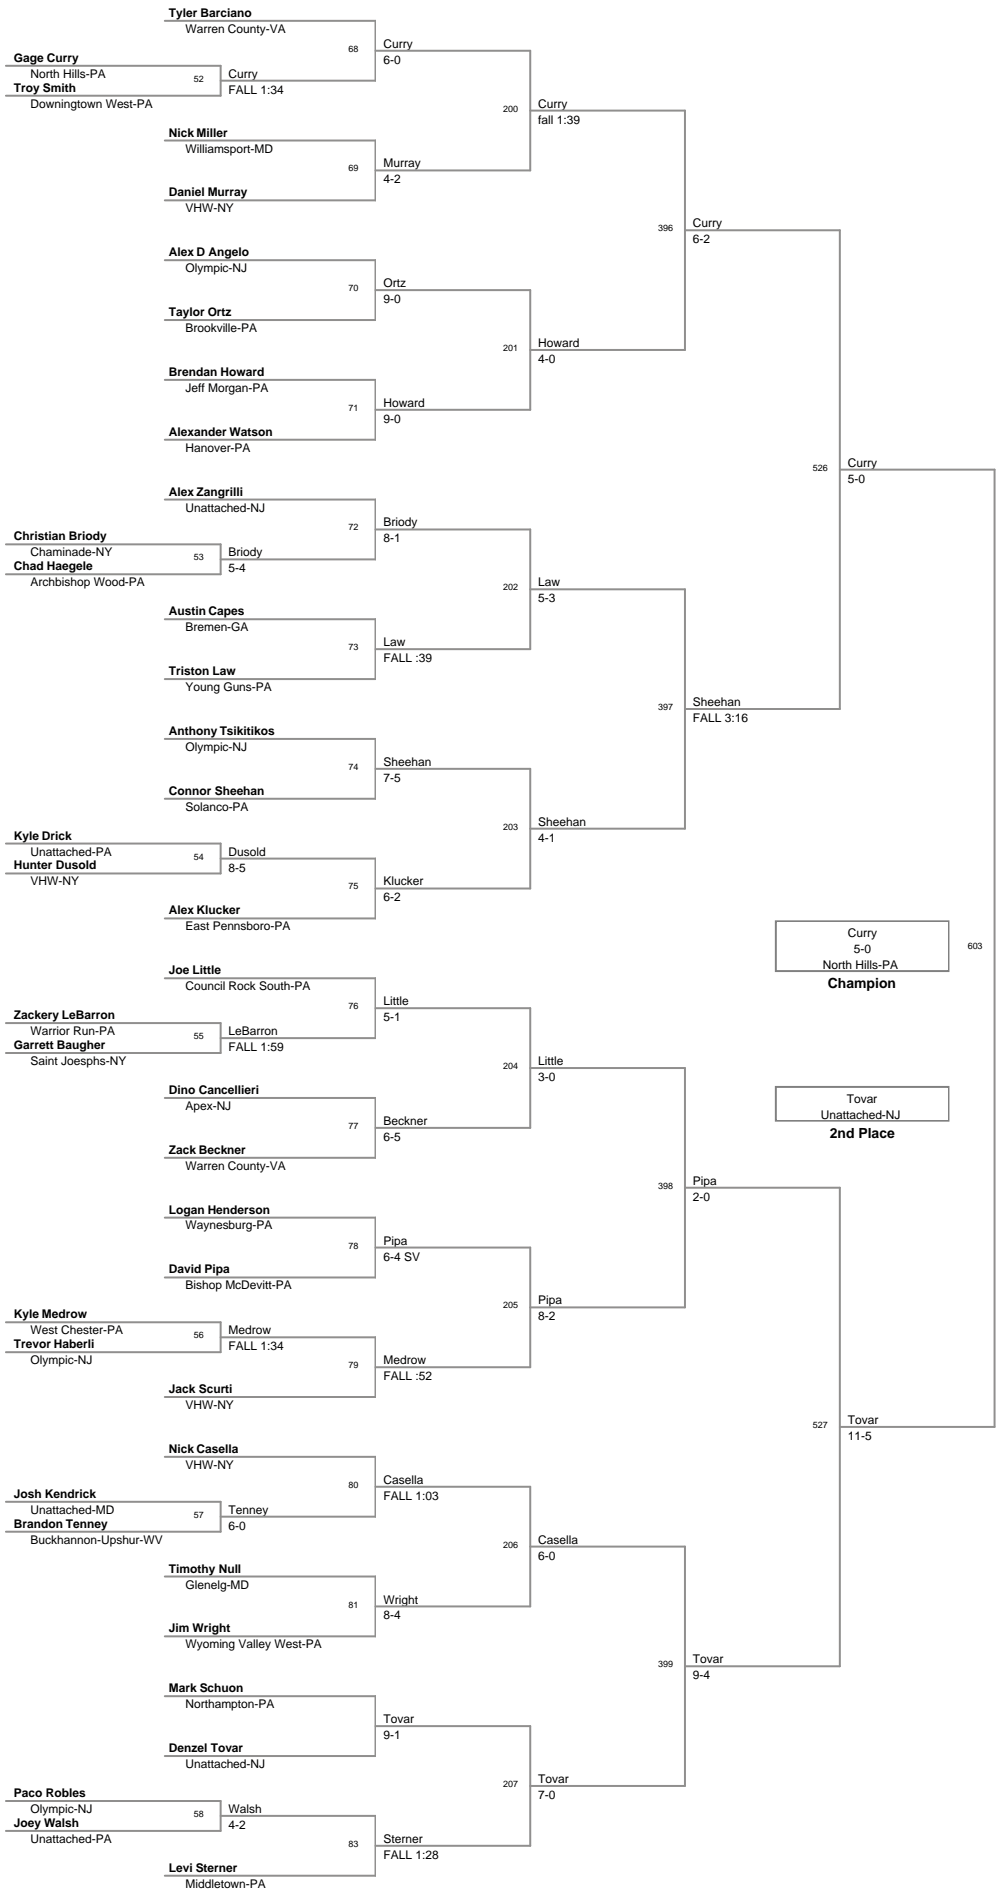 Tyler Barciano
Warren County-VA
68
Curry
6-0
Gage Curry
North Hills-PA
52
Curry
FALL 1:34
Troy Smith
Downingtown West-PA
200
Curry
fall 1:39
Nick Miller
Williamsport-MD
69
Murray
4-2
Daniel Murray
VHW-NY
396
Curry
6-2
Alex D Angelo
Olympic-NJ
70
Ortz
9-0
Taylor Ortz
Brookville-PA
201
Howard
4-0
Brendan Howard
Jeff Morgan-PA
71
Howard
9-0
Alexander Watson
Hanover-PA
526
Curry
5-0
Alex Zangrilli
Unattached-NJ
72
Briody
8-1
Christian Briody
Chaminade-NY
53
Briody
5-4
Chad Haegele
Archbishop Wood-PA
202
Law
5-3
Austin Capes
Bremen-GA
73
Law
FALL :39
Triston Law
Young Guns-PA
397
Sheehan
FALL 3:16
Anthony Tsikitikos
Olympic-NJ
74
Sheehan
7-5
Connor Sheehan
Solanco-PA
203
Sheehan
4-1
Kyle Drick
Unattached-PA
54
Dusold
8-5
Hunter Dusold
VHW-NY
75
Klucker
6-2
Alex Klucker
East Pennsboro-PA
Curry
5-0
North Hills-PA
Champion
603
Joe Little
Council Rock South-PA
76
Little
5-1
Zackery LeBarron
Warrior Run-PA
55
LeBarron
FALL 1:59
Garrett Baugher
Saint Joesphs-NY
204
Little
3-0
Dino Cancellieri
Apex-NJ
77
Beckner
6-5
Zack Beckner
Warren County-VA
Tovar
Unattached-NJ
2nd Place
398
Pipa
2-0
Logan Henderson
Waynesburg-PA
78
Pipa
6-4 SV
David Pipa
Bishop McDevitt-PA
205
Pipa
8-2
Kyle Medrow
West Chester-PA
56
Medrow
FALL 1:34
Trevor Haberli
Olympic-NJ
79
Medrow
FALL :52
Jack Scurti
VHW-NY
527
Tovar
11-5
Nick Casella
VHW-NY
80
Casella
FALL 1:03
Josh Kendrick
Unattached-MD
57
Tenney
6-0
Brandon Tenney
Buckhannon-Upshur-WV
206
Casella
6-0
Timothy Null
Glenelg-MD
81
Wright
8-4
Jim Wright
Wyoming Valley West-PA
399
Tovar
9-4
Mark Schuon
Northampton-PA
Tovar
9-1
Denzel Tovar
Unattached-NJ
207
Tovar
7-0
Paco Robles
Olympic-NJ
58
Walsh
4-2
Joey Walsh
Unattached-PA
83
Sterner
FALL 1:28
Levi Sterner
Middletown-PA